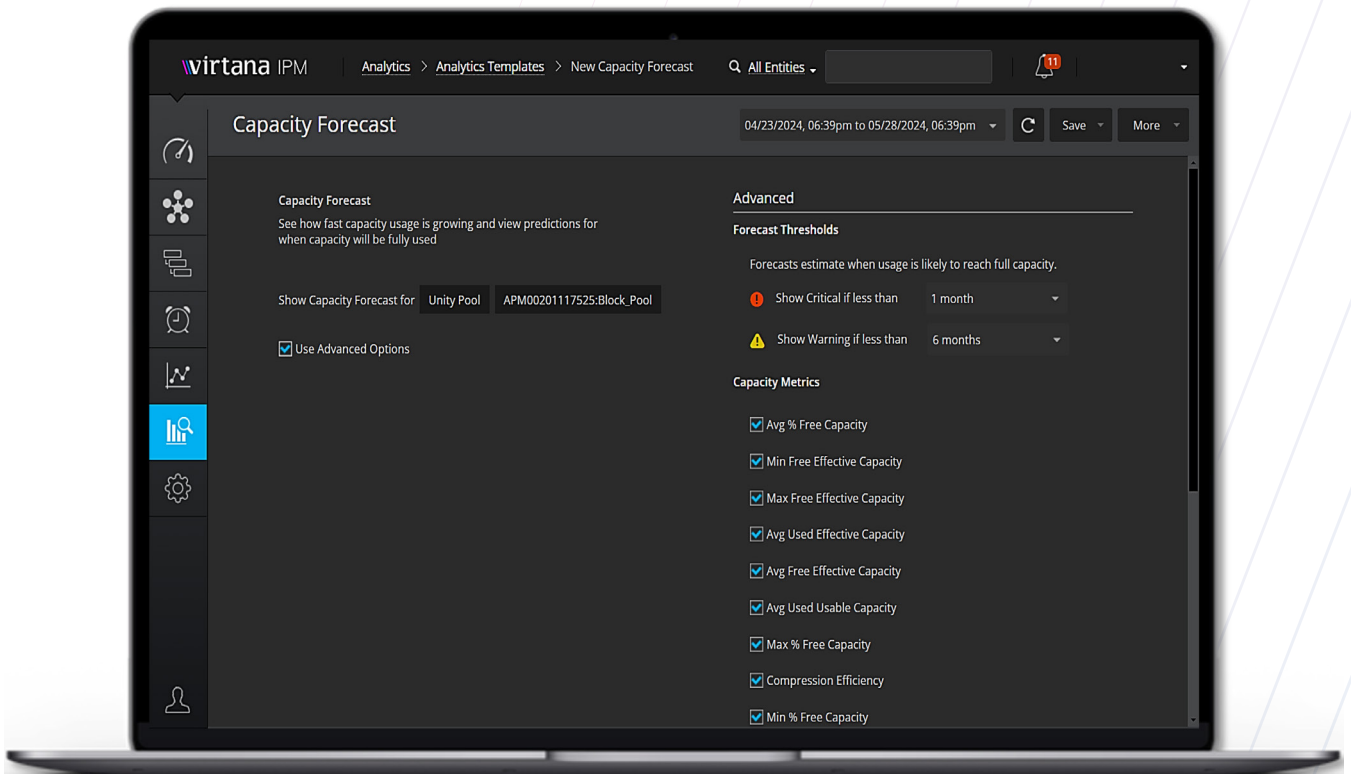 virtana IPM
Analytics > Analytics Templates > New Capacity Forecast
All Entities
11
Capacity Forecast
04/23/2024, 06:39pm to 05/28/2024, 06:39pm
Save
More
Capacity Forecast
See how fast capacity usage is growing and view predictions for
when capacity will be fully used
Show Capacity Forecast for Unity Pool APM00201117525:Block_Pool
Use Advanced Options
Advanced
Forecast Thresholds
Forecasts estimate when usage is likely to reach full capacity.
Show Critical if less than 1 month
Show Warning if less than 6 months
Capacity Metrics
Avg % Free Capacity
Min Free Effective Capacity
Max Free Effective Capacity
Avg Used Effective Capacity
Avg Free Effective Capacity
Avg Used Usable Capacity
Max % Free Capacity
Compression Efficiency
Min % Free Capacity